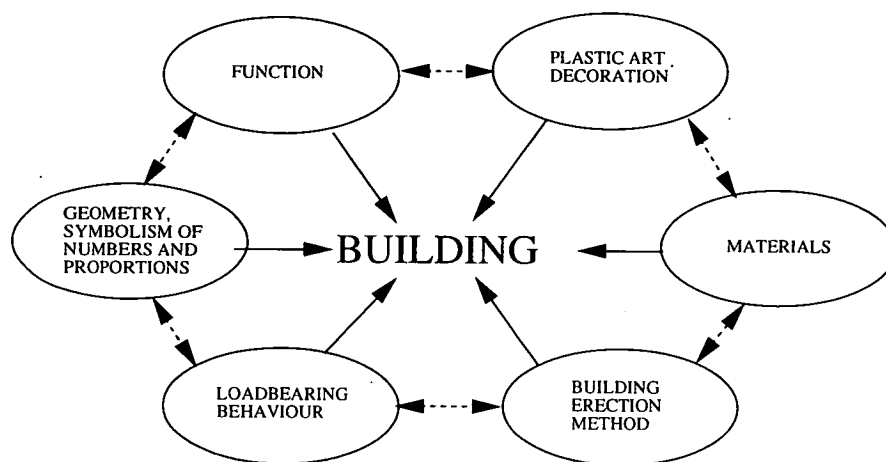 FUNCTION
PLASTIC ART
DECORATION
GEOMETRY,
SYMBOLISM OF
NUMBERS AND
PROPORTIONS
BUILDING
MATERIALS
LOADBEARING
BEHAVIOUR
BUILDING
ERECTION
METHOD